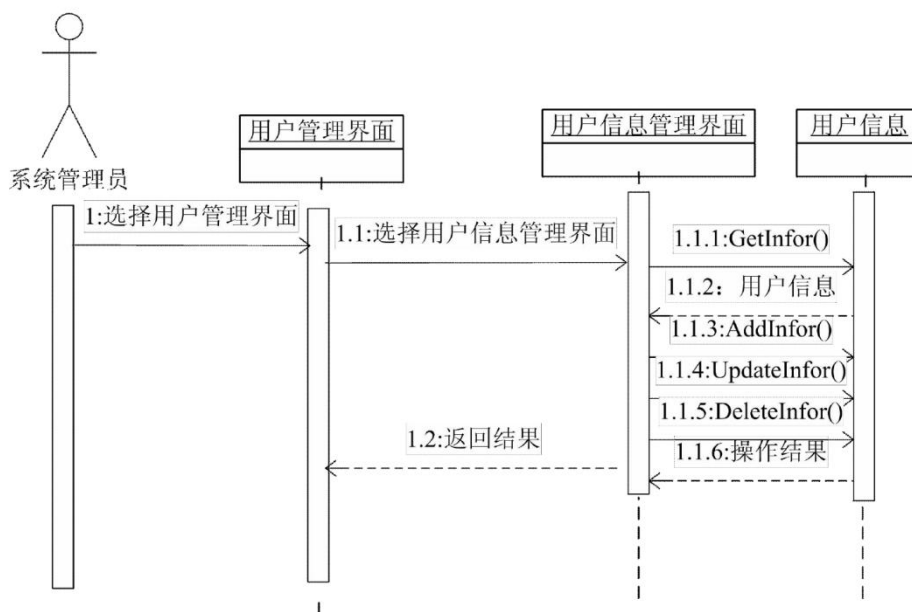 用户管理界面
用户信息管理界面
用户信息
系统管理员
1:选择用户管理界面
1.1:选择用户信息管理界面
1.1.1:GetInfor()
1.1.2：用户信息
1.1.3:AddInfor()
1.1.4:UpdateInfor()
1.1.5:DeleteInfor()
1.2:返回结果
1.1.6:操作结果